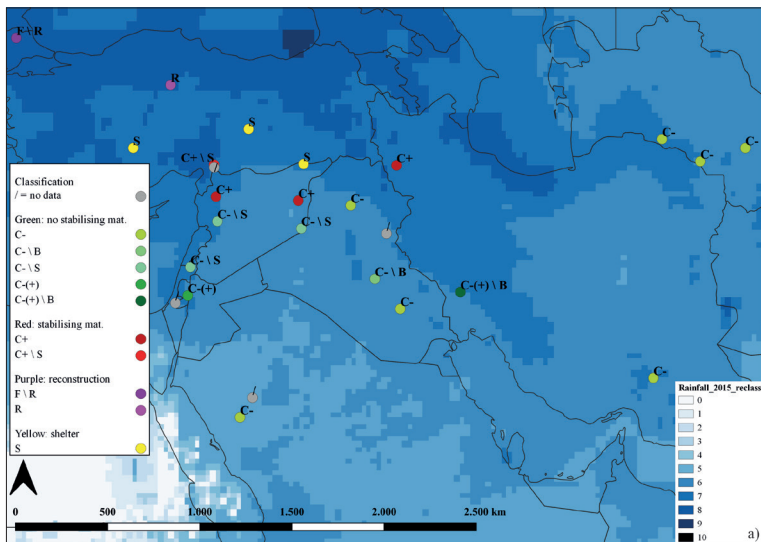 F \ R
R
S
S
S
C+ \ S
C+
C+
C+
C-
C-
C-
C-
C- \ S
C- \ S
/
C- \ S
C-(+)
/
C- \ B
C-(+) \ B
C-
C-
/
C-
Classification
/ = no data
Green: no stabilising mat.
C-
C- \ B
C- \ S
C-(+)
C-(+) \ B
Red: stabilising mat.
C+
C+ \ S
Purple: reconstruction
F \ R
R
Yellow: shelter
S
Rainfall_2015_reclass
0
1
2
3
4
5
6
7
8
9
10
0 500 1.000 1.500 2.000 2.500 km
a)